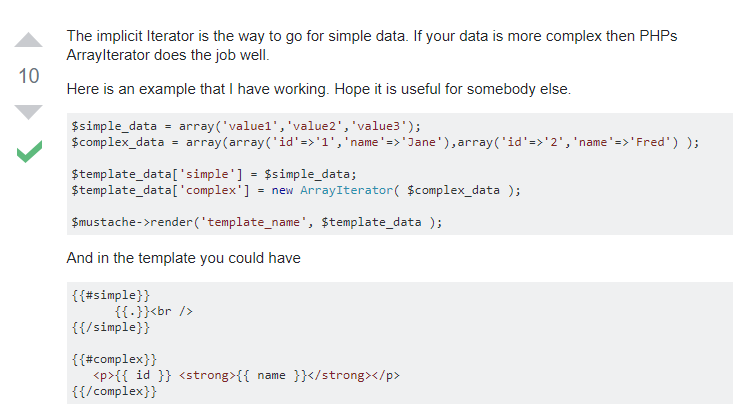 The implicit Iterator is the way to go for simple data. If your data is more complex then PHPs
ArrayIterator does the job well.
10
Here is an example that I have working. Hope it is useful for somebody else.
$simple_data = array('value1','value2','value3');
$complex_data = array(array('id'=>'1','name'=>'Jane'),array('id'=>'2','name'=>'Fred') );
$template_data['simple'] = $simple_data;
$template_data['complex'] = new ArrayIterator( $complex_data );
$mustache->render('template_name', $template_data );
And in the template you could have
{{#simple}}
      {{.}}<br />
{{/simple}}
{{#complex}}
   <p>{{ id }} <strong>{{ name }}</strong></p>
{{/complex}}